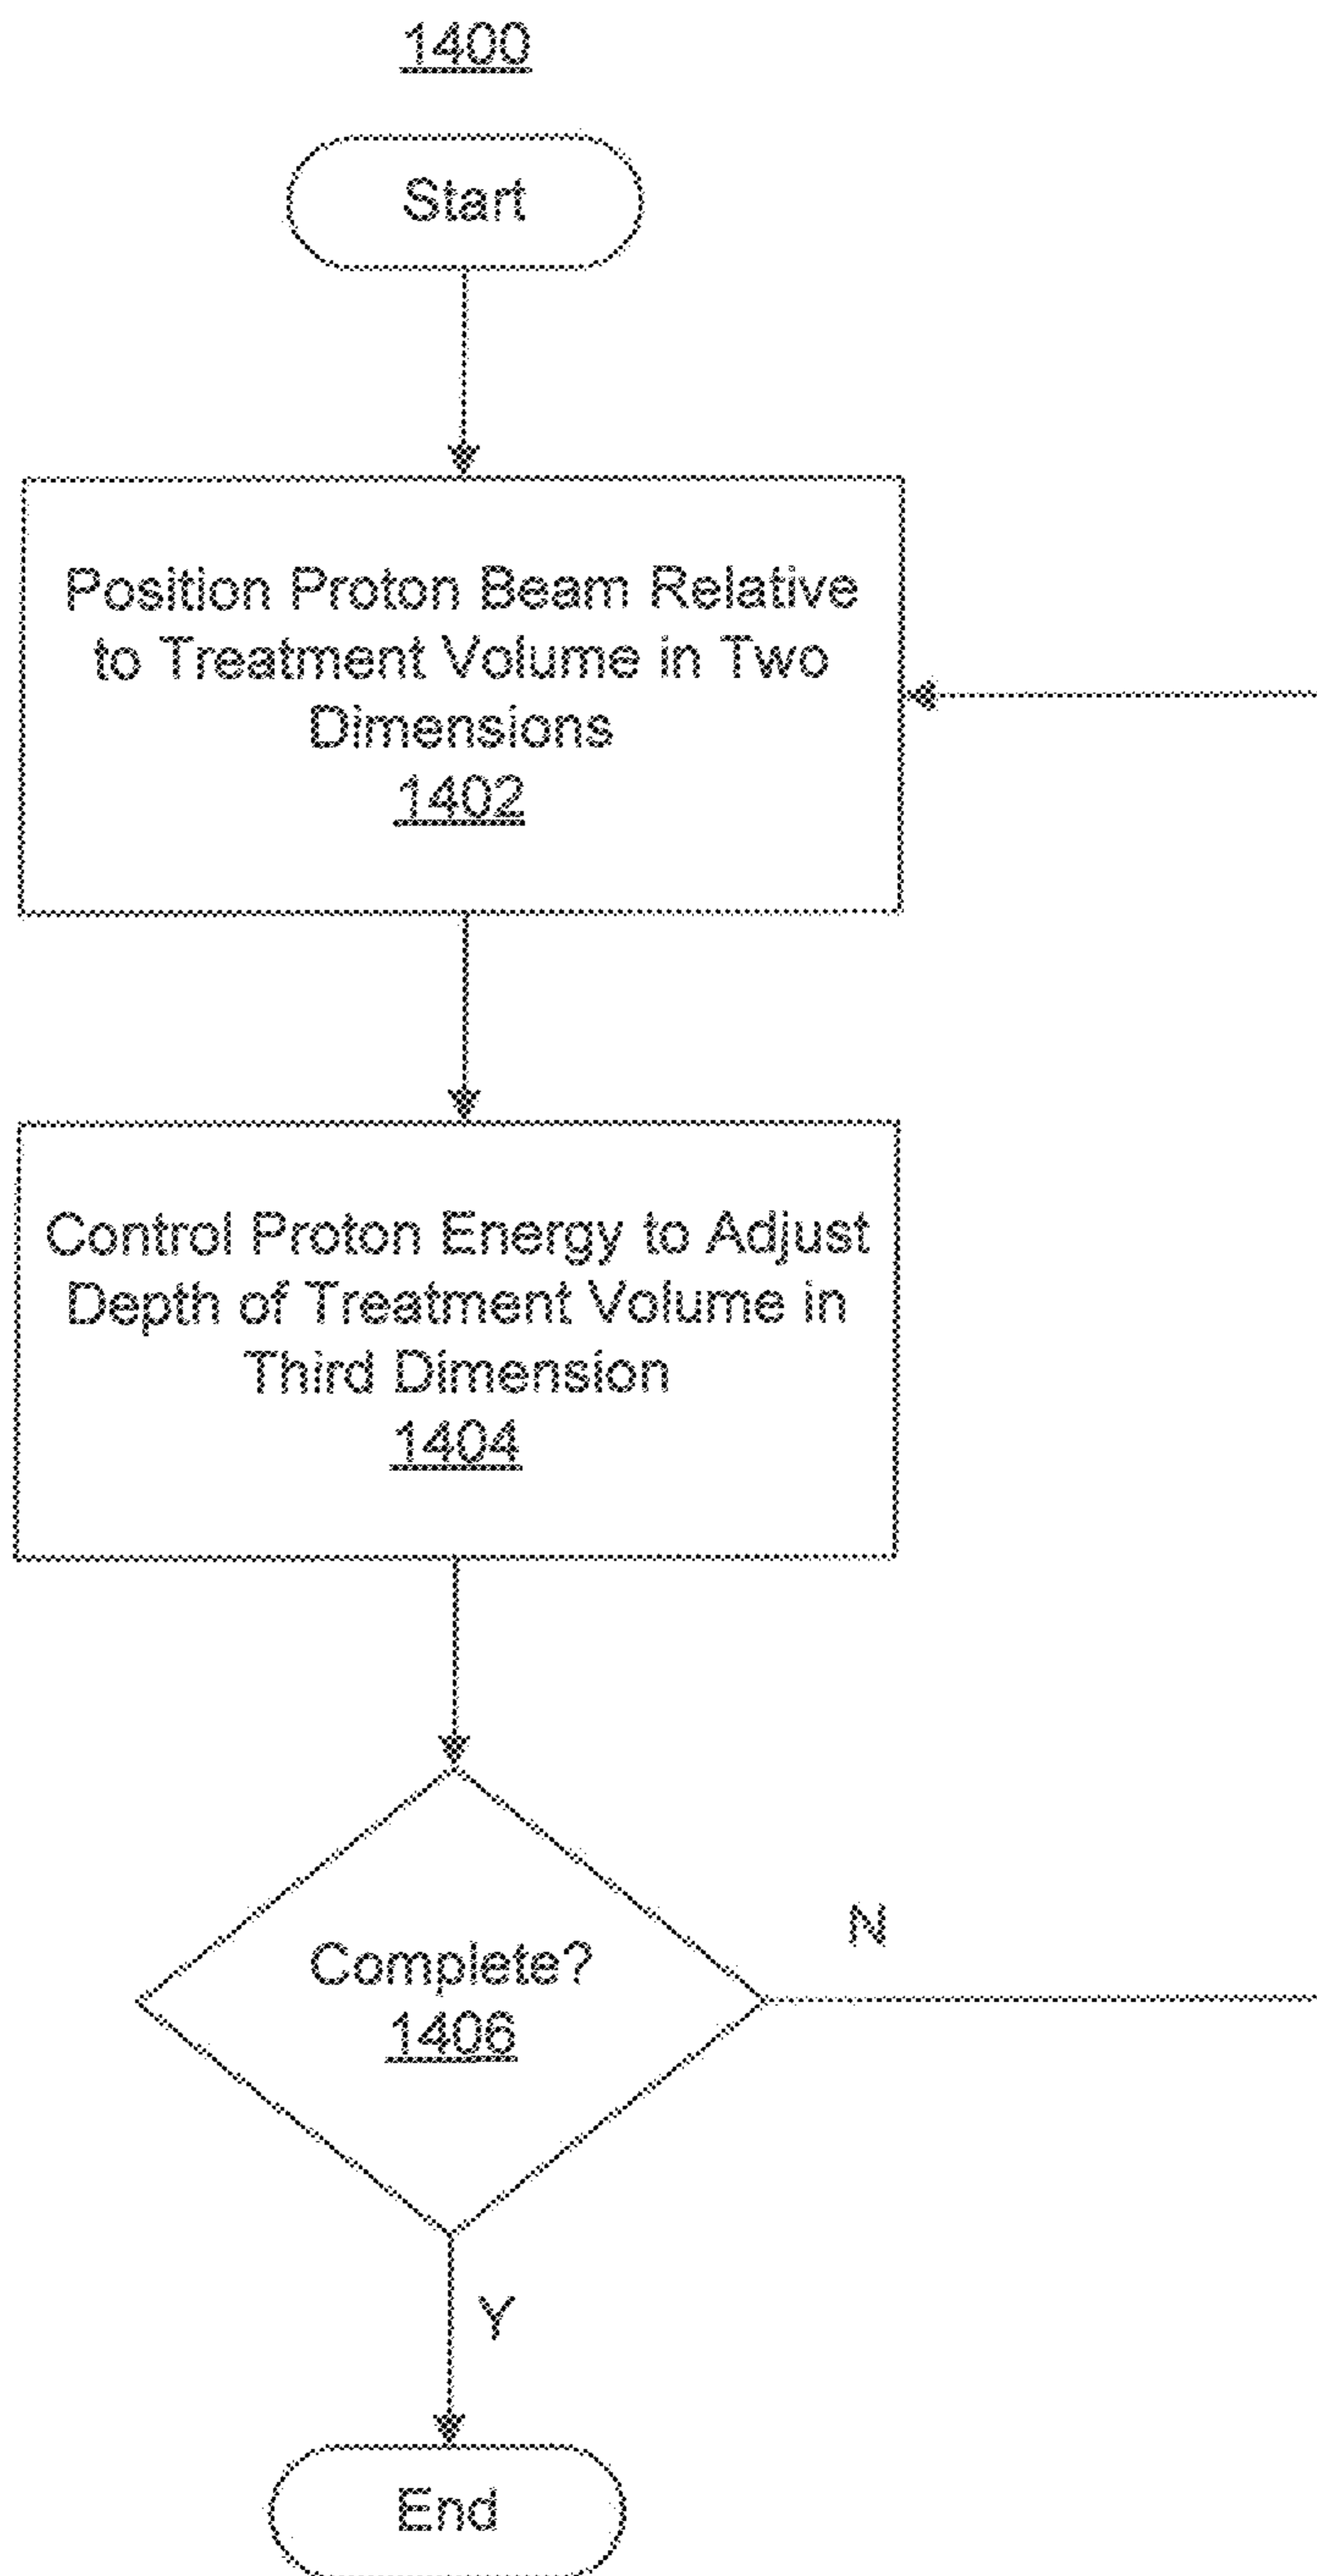 1400
Start
Position Proton Beam Relative
to Treatment Volume in Two
Dimensions
1402
Control Proton Energy to Adjust
Depth of Treatment Volume in
Third Dimension
1404
Complete?
1406
N
Y
End